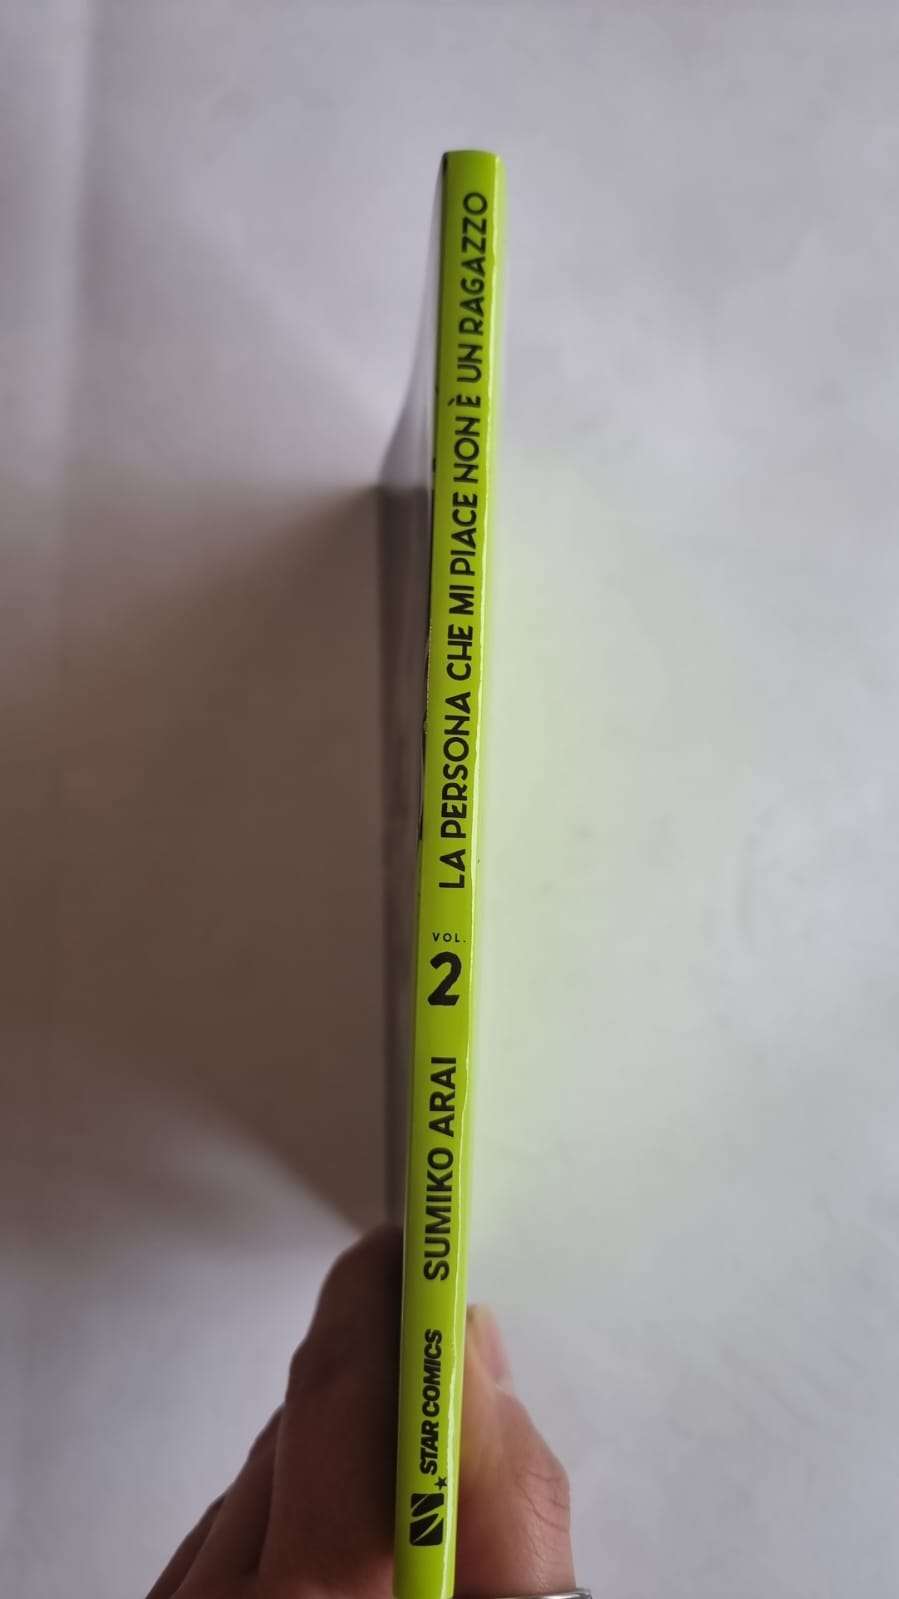 LA PERSONA CHE MI PIACE NON È UN RAGAZZO
VOL.
2
SUMIKO ARAI
STAR COMICS